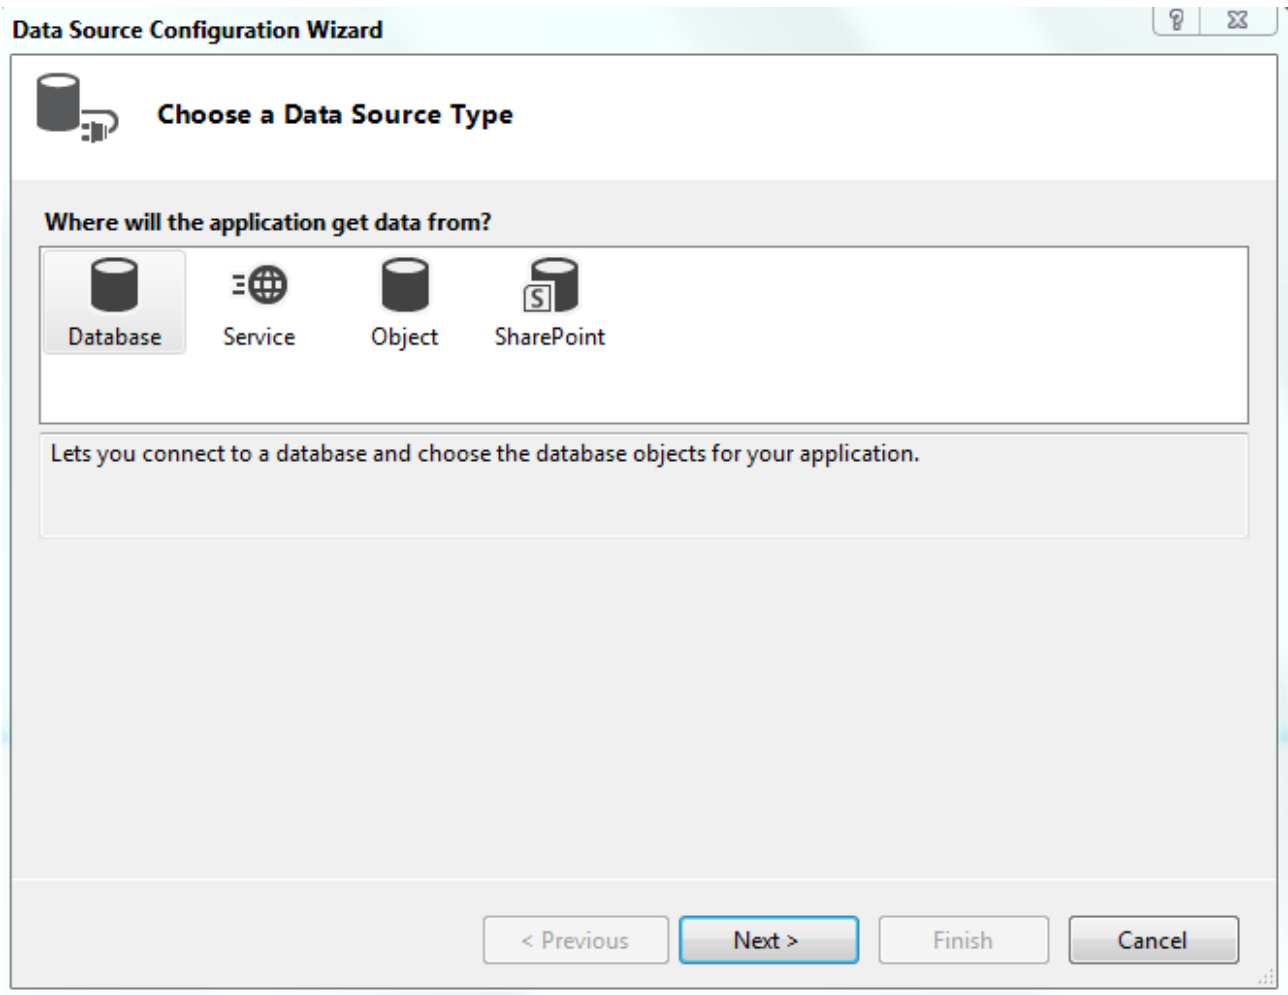 Data Source Configuration Wizard
Choose a Data Source Type
Where will the application get data from?
Database Service Object SharePoint
Lets you connect to a database and choose the database objects for your application.
< Previous Next > Finish Cancel